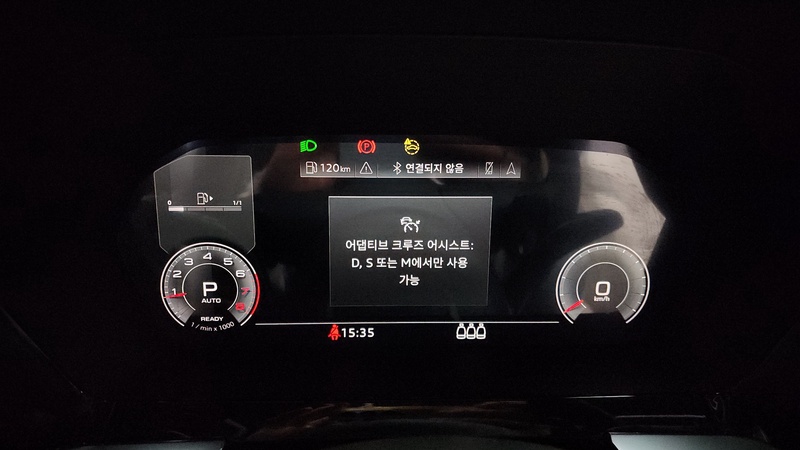 120km
연결되지 않음
0 1/1
어댑티브 크루즈 어시스트:
D, S 또는 M에서만 사용
가능
1 2 3 4 5 6 7 8
P
AUTO
READY
1 / min x 1000
0
km/h
15:35